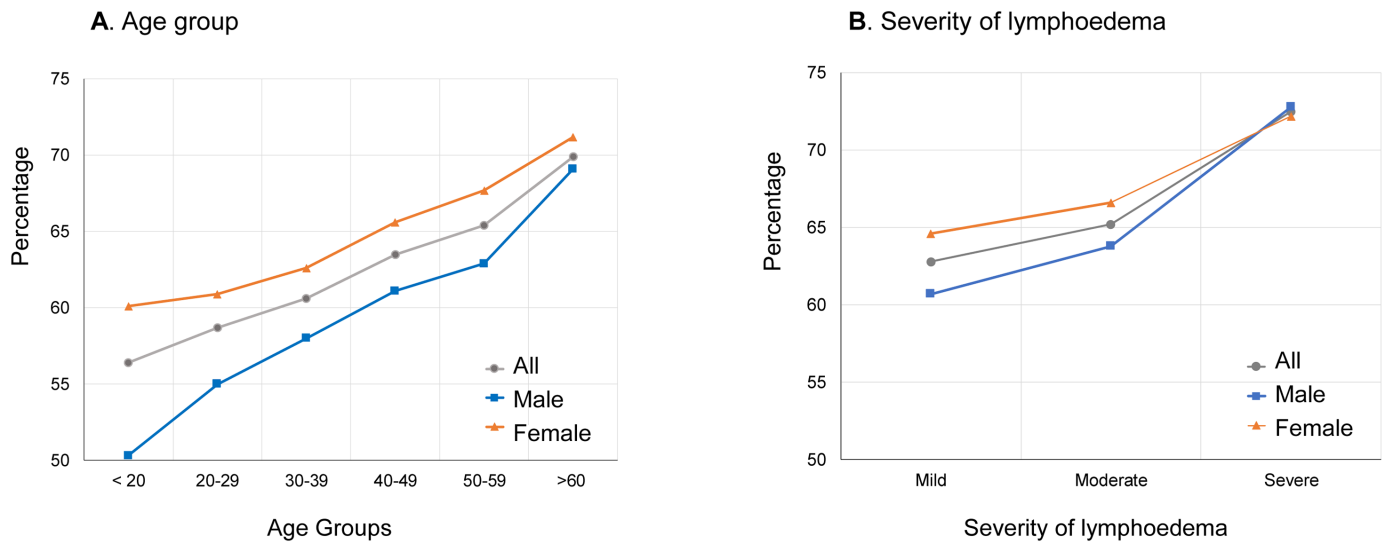 A. Age group
Percentage
75
70
65
60
55
50
< 20 20-29 30-39 40-49 50-59 >60
Age Groups
All
Male
Female
B. Severity of lymphoedema
Percentage
75
70
65
60
55
50
Mild Moderate Severe
Severity of lymphoedema
All
Male
Female